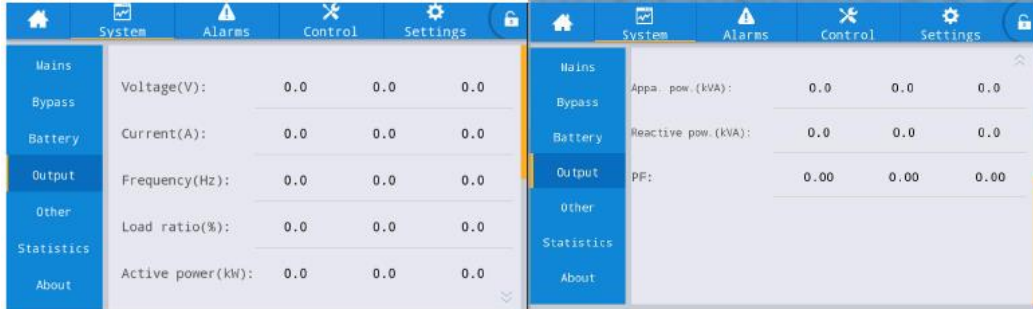 System Alarms Control Settings
Mains
Bypass
Battery
Output
Other
Statistics
About
Voltage(V): 0.0 0.0 0.0
Current(A): 0.0 0.0 0.0
Frequency(Hz): 0.0 0.0 0.0
Load ratio(%): 0.0 0.0 0.0
Active power(kW): 0.0 0.0 0.0
System Alarms Control Settings
Mains
Bypass
Battery
Output
Other
Statistics
About
Appa. pow.(kVA): 0.0 0.0 0.0
Reactive pow.(kVA): 0.0 0.0 0.0
PF: 0.00 0.00 0.00